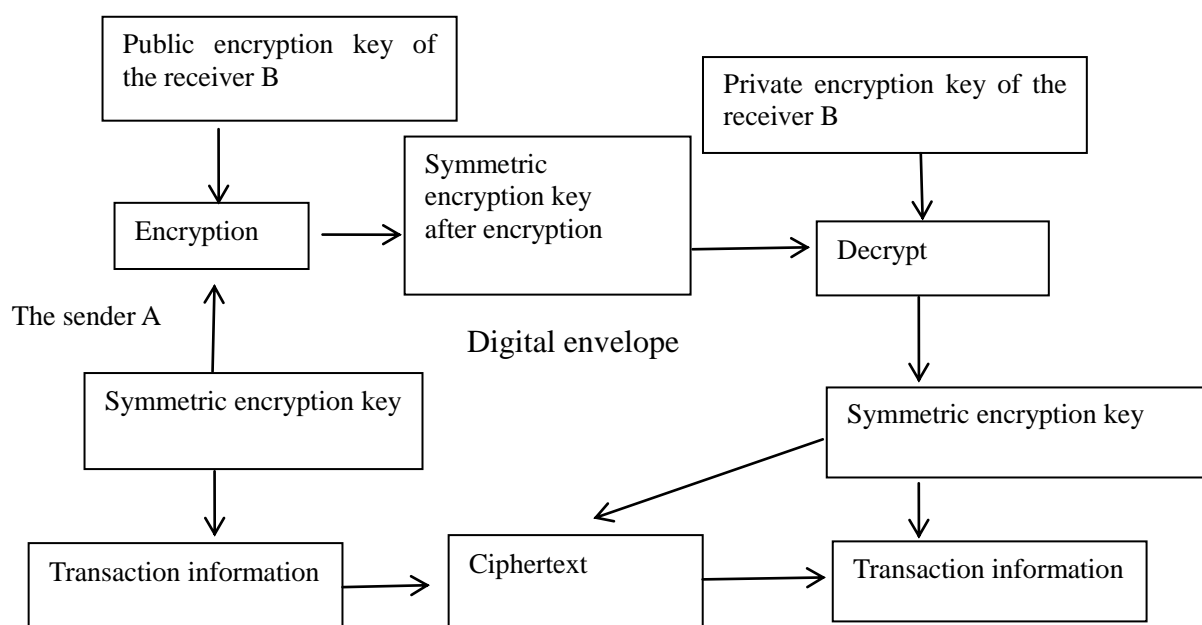 Public encryption key of
the receiver B
Private encryption key of the
receiver B
Symmetric
encryption key
after encryption
Encryption
Decrypt
The sender A
Digital envelope
Symmetric encryption key
Symmetric encryption key
Transaction information
Ciphertext
Transaction information